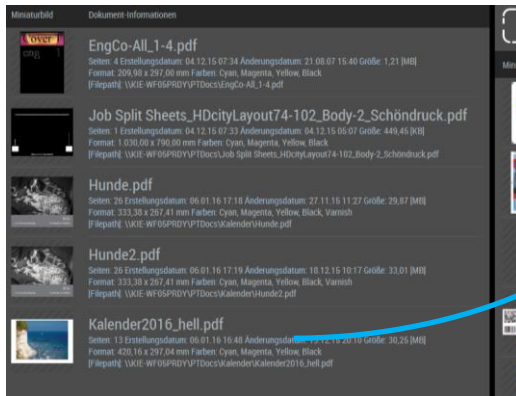 Miniaturbild Dokument-Informationen
EngCo-All_1-4.pdf
Seiten: 4 Erstellungsdatum: 04.12.15 07:34 Änderungsdatum: 21.08.07 15:40 Größe: 1,21 [MB]
Format: 209,98 x 297,00 mm Farben: Cyan, Magenta, Yellow, Black
[Filepath]: \\KIE-WF05PRDY\PTDocs\EngCo-All_1-4.pdf
Job Split Sheets_HDcityLayout74-102_Body-2_Schöndruck.pdf
Seiten: 1 Erstellungsdatum: 04.12.15 07:33 Änderungsdatum: 04.12.15 05:07 Größe: 449,45 [KB]
Format: 1.030,00 x 790,00 mm Farben: Cyan, Magenta, Yellow, Black
[Filepath]: \\KIE-WF05PRDY\PTDocs\Job Split Sheets_HDcityLayout74-102_Body-2_Schöndruck.pdf
Hunde.pdf
Seiten: 26 Erstellungsdatum: 06.01.16 17:18 Änderungsdatum: 27.11.15 11:27 Größe: 29,87 [MB]
Format: 333,38 x 267,41 mm Farben: Cyan, Magenta, Yellow, Black, Varnish
[Filepath]: \\KIE-WF05PRDY\PTDocs\Kalender\Hunde.pdf
Hunde2.pdf
Seiten: 26 Erstellungsdatum: 06.01.16 17:19 Änderungsdatum: 18.12.15 10:17 Größe: 33,01 [MB]
Format: 333,38 x 267,41 mm Farben: Cyan, Magenta, Yellow, Black, Varnish
[Filepath]: \\KIE-WF05PRDY\PTDocs\Kalender\Hunde2.pdf
Kalender2016_hell.pdf
Seiten: 13 Erstellungsdatum: 06.01.16 16:48 Änderungsdatum: 20:10 Größe: 30,25 [MB]
Format: 420,16 x 297,04 mm Farben: Cyan, Magenta, Yellow, Black
[Filepath]: \\KIE-WF05PRDY\PTDocs\Kalender\Kalender2016_hell.pdf